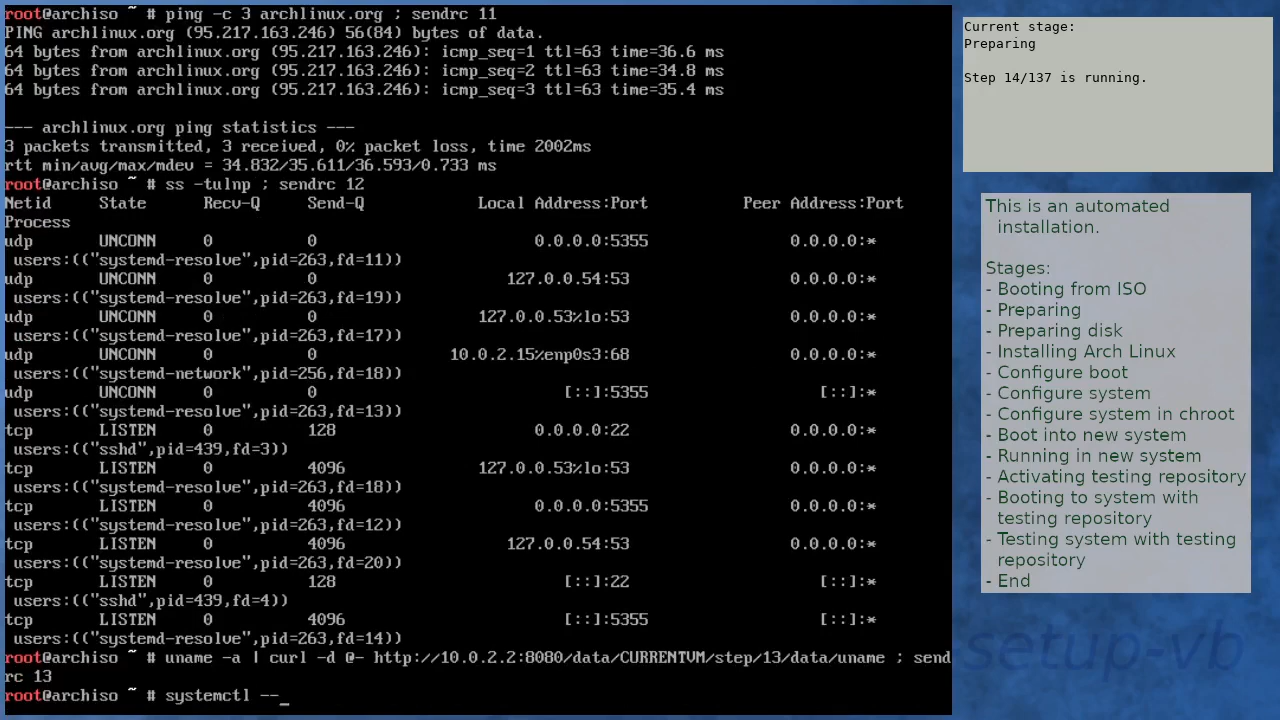 root@archiso ~ # ping -c 3 archlinux.org ; sendrc 11
PING archlinux.org (95.217.163.246) 56(84) bytes of data.
64 bytes from archlinux.org (95.217.163.246): icmp_seq=1 ttl=63 time=36.6 ms
64 bytes from archlinux.org (95.217.163.246): icmp_seq=2 ttl=63 time=34.8 ms
64 bytes from archlinux.org (95.217.163.246): icmp_seq=3 ttl=63 time=35.4 ms

--- archlinux.org ping statistics ---
3 packets transmitted, 3 received, 0% packet loss, time 2002ms
rtt min/avg/max/mdev = 34.832/35.611/36.593/0.733 ms
root@archiso ~ # ss -tulnp ; sendrc 12
Netid State Recv-Q Send-Q Local Address:Port Peer Address:Port
Process
udp UNCONN 0 0 0.0.0.0:5355 0.0.0.0:*
users:(("systemd-resolve",pid=263,fd=11))
udp UNCONN 0 0 127.0.0.54:53 0.0.0.0:*
users:(("systemd-resolve",pid=263,fd=19))
udp UNCONN 0 0 127.0.0.53%lo:53 0.0.0.0:*
users:(("systemd-resolve",pid=263,fd=17))
udp UNCONN 0 0 10.0.2.15%enp0s3:68 0.0.0.0:*
users:(("systemd-network",pid=256,fd=18))
udp UNCONN 0 0 [::]:5355 [::]:*
users:(("systemd-resolve",pid=263,fd=13))
tcp LISTEN 0 128 0.0.0.0:22 0.0.0.0:*
users:(("sshd",pid=439,fd=3))
tcp LISTEN 0 4096 127.0.0.53%lo:53 0.0.0.0:*
users:(("systemd-resolve",pid=263,fd=18))
tcp LISTEN 0 4096 0.0.0.0:5355 0.0.0.0:*
users:(("systemd-resolve",pid=263,fd=12))
tcp LISTEN 0 4096 127.0.0.54:53 0.0.0.0:*
users:(("systemd-resolve",pid=263,fd=20))
tcp LISTEN 0 128 [::]:22 [::]:*
users:(("sshd",pid=439,fd=4))
tcp LISTEN 0 4096 [::]:5355 [::]:*
users:(("systemd-resolve",pid=263,fd=14))
root@archiso ~ # uname -a | curl -d @- http://10.0.2.2:8080/data/CURRENTVM/step/13/data/uname ; send
rc 13
root@archiso ~ # systemctl --_
Current stage:
Preparing

Step 14/137 is running.
This is an automated
installation.

Stages:
- Booting from ISO
- Preparing
- Preparing disk
- Installing Arch Linux
- Configure boot
- Configure system
- Configure system in chroot
- Boot into new system
- Running in new system
- Activating testing repository
- Booting to system with
testing repository
- Testing system with testing
repository
- End
setup-vb